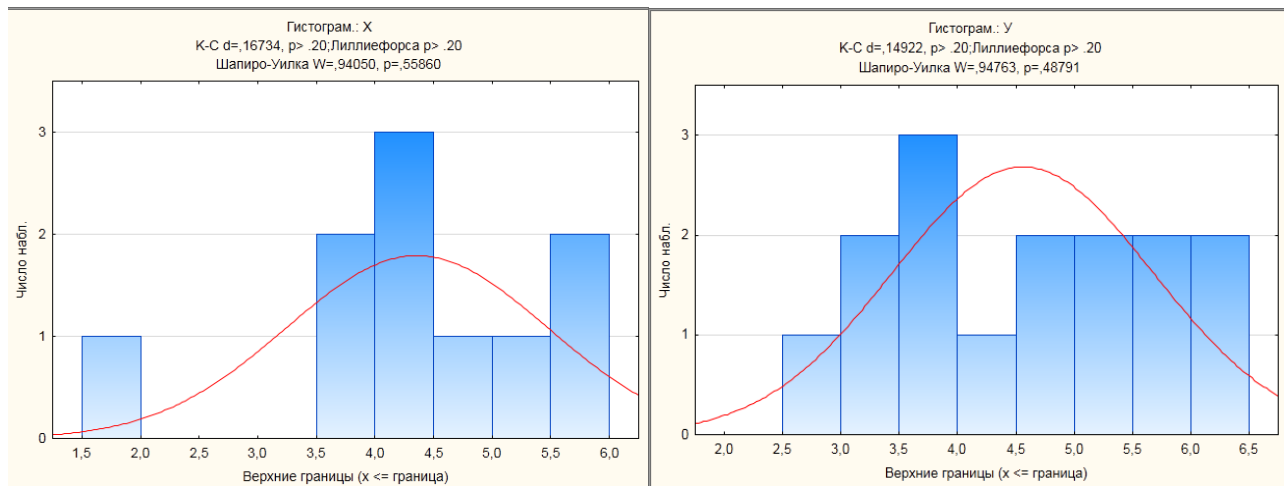 Гистограм.: X
K-C d=,16734, p> .20;Лиллиефорса p> .20
Шапиро-Уилка W=,94050, p=,55860
3
2
1
0
Число набл.
1,5 2,0 2,5 3,0 3,5 4,0 4,5 5,0 5,5 6,0
Верхние границы (x <= граница)
Гистограм.: У
K-C d=,14922, p> .20;Лиллиефорса p> .20
Шапиро-Уилка W=,94763, p=,48791
3
2
1
0
Число набл.
2,0 2,5 3,0 3,5 4,0 4,5 5,0 5,5 6,0 6,5
Верхние границы (x <= граница)